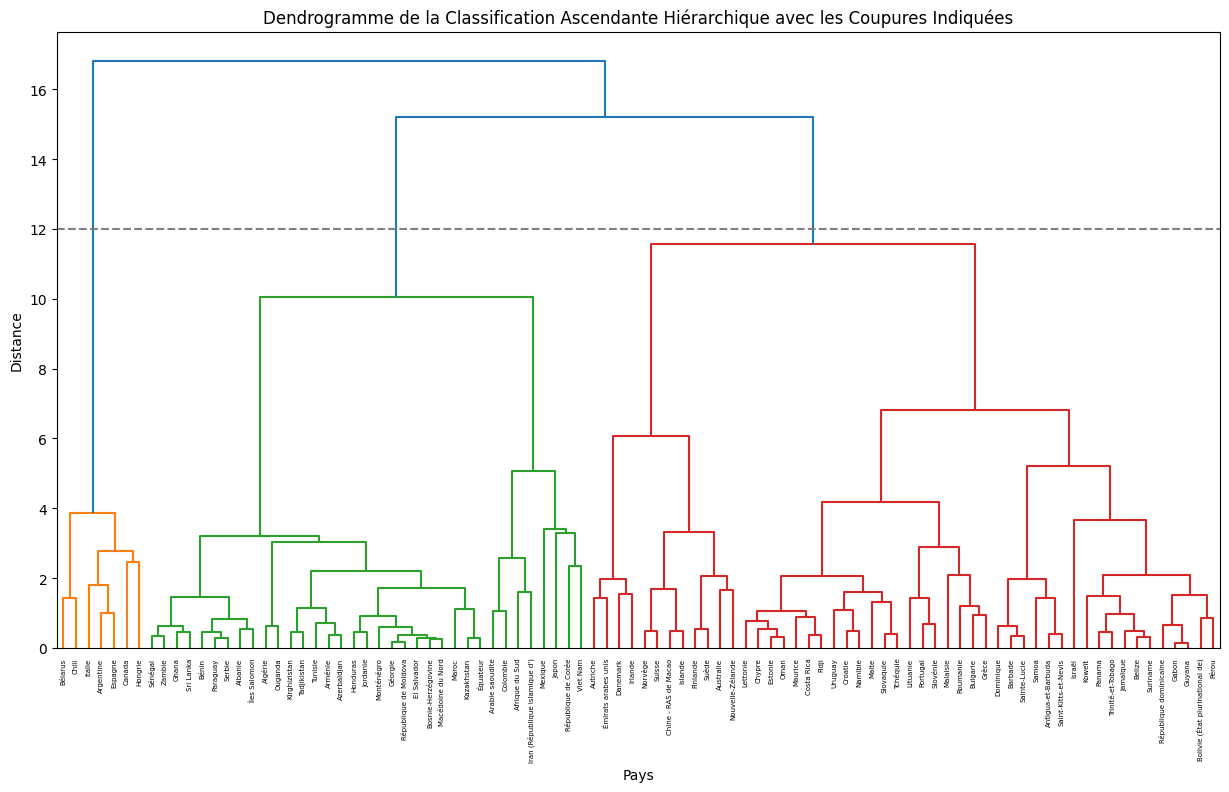 Dendrogramme de la Classification Ascendante Hiérarchique avec les Coupures Indiquées
16
14
12
10
8
6
4
2
0
Distance
Bélarus
Chili
Italie
Argentine
Espagne
Canada
Hongrie
Sénégal
Zambie
Ghana
Sri Lanka
Bénin
Paraguay
Serbie
Albanie
Îles Salomon
Algérie
Ouganda
Kirghizistan
Tadjikistan
Tunisie
Arménie
Azerbaïdjan
Honduras
Jordanie
Monténégro
Géorgie
République de Moldova
El Salvador
Bosnie-Herzégovine
Macédoine du Nord
Maroc
Kazakhstan
Équateur
Arabie saoudite
Colombie
Afrique du Sud
Iran (République islamique d')
Mexique
Japon
République de Corée
Viet Nam
Autriche
Émirats arabes unis
Danemark
Irlande
Norvège
Suisse
Chine - RAS de Macao
Islande
Finlande
Suède
Australie
Nouvelle-Zélande
Lettonie
Chypre
Estonie
Oman
Maurice
Costa Rica
Fidji
Uruguay
Croatie
Namibie
Malte
Slovaquie
Tchéquie
Lituanie
Portugal
Slovénie
Malaisie
Roumanie
Bulgarie
Grèce
Dominique
Barbade
Sainte-Lucie
Samoa
Antigua-et-Barbuda
Saint-Kitts-et-Nevis
Israël
Koweït
Panama
Trinité-et-Tobago
Jamaïque
Belize
Suriname
République dominicaine
Gabon
Guyana
Bolivie (État plurinational de)
Pérou
Pays